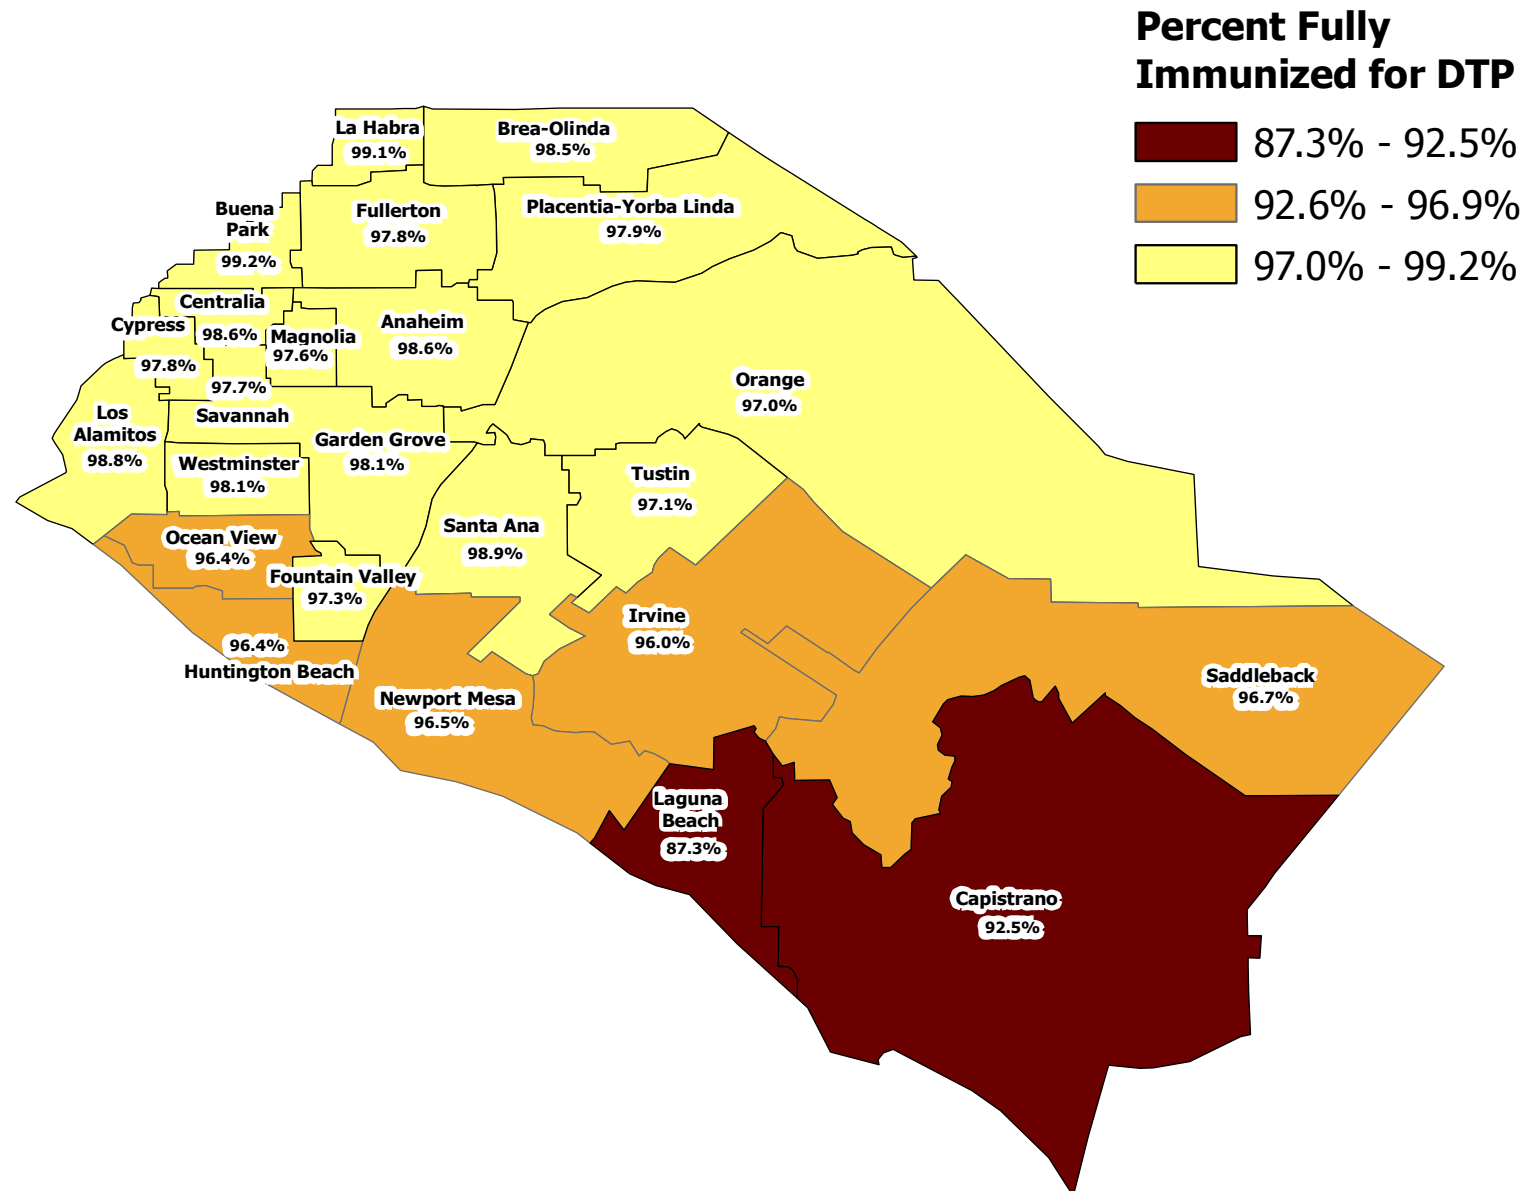 Percent Fully
Immunized for DTP
87.3% - 92.5%
92.6% - 96.9%
97.0% - 99.2%
La Habra
99.1%
Brea-Olinda
98.5%
Buena
Park
99.2%
Fullerton
97.8%
Placentia-Yorba Linda
97.9%
Centralia
98.6%
Cypress
97.8%
Magnolia
97.6%
Anaheim
98.6%
97.7%
Savannah
Orange
97.0%
Los
Alamitos
98.8%
Garden Grove
98.1%
Westminster
98.1%
Tustin
97.1%
Santa Ana
98.9%
Ocean View
96.4%
Fountain Valley
97.3%
Irvine
96.0%
96.4%
Huntington Beach
Newport Mesa
96.5%
Saddleback
96.7%
Laguna
Beach
87.3%
Capistrano
92.5%